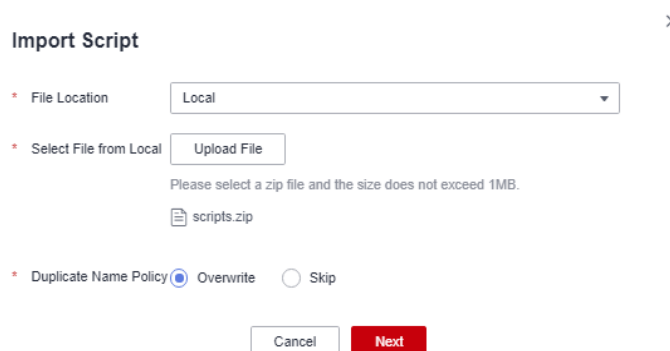 Import Script
* File Location Local
* Select File from Local Upload File
Please select a zip file and the size does not exceed 1MB.
scripts.zip
* Duplicate Name Policy Overwrite Skip
Cancel Next